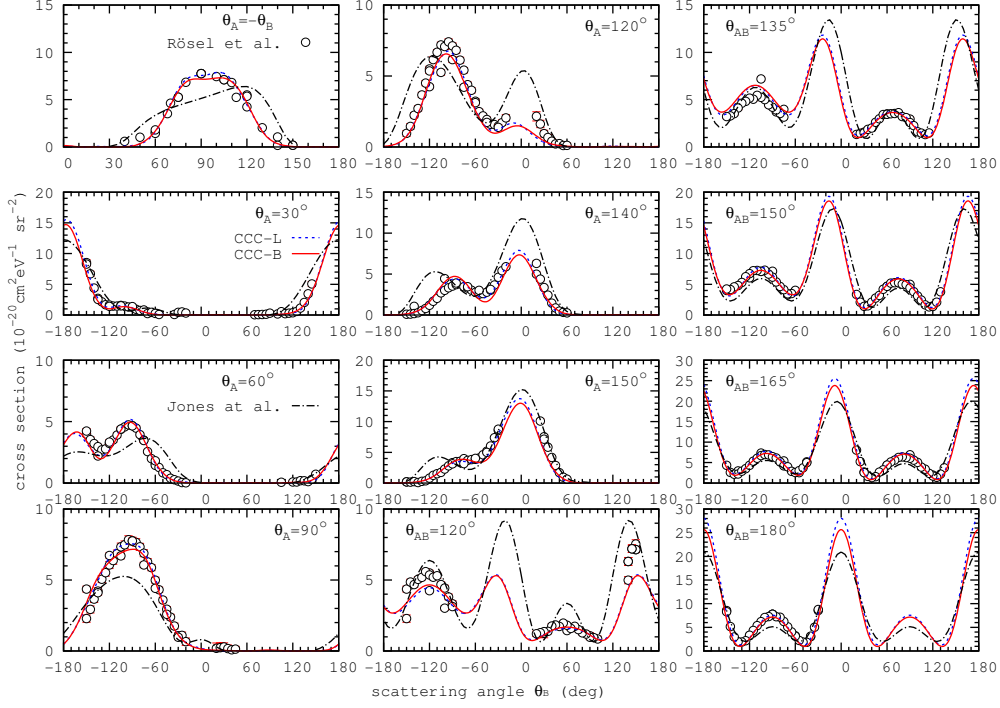 cross section (10⁻²⁰ cm² eV⁻¹ sr⁻²)
scattering angle θB (deg)
θA=-θB
Rösel et al.
15
10
5
0
0 30 60 90 120 150 180
θA=120°
10
5
0
-180 -120 -60 0 60 120 180
θAB=135°
15
10
5
0
-180 -120 -60 0 60 120 180
θA=30°
CCC-L
CCC-B
20
15
10
5
0
-180 -120 -60 0 60 120 180
θA=140°
15
10
5
0
-180 -120 -60 0 60 120 180
θAB=150°
20
15
10
5
0
-180 -120 -60 0 60 120 180
θA=60°
Jones at al.
10
5
0
-180 -120 -60 0 60 120 180
θA=150°
20
15
10
5
0
-180 -120 -60 0 60 120 180
θAB=165°
30
25
20
15
10
5
0
-180 -120 -60 0 60 120 180
θA=90°
10
5
0
-180 -120 -60 0 60 120 180
θAB=120°
10
5
0
-180 -120 -60 0 60 120 180
θAB=180°
30
25
20
15
10
5
0
-180 -120 -60 0 60 120 180